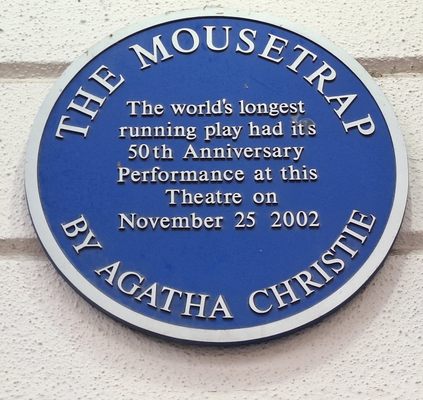 THE MOUSETRAP
The world's longest
running play had it's
50th Anniversary
Performance at this
Theatre on
November 25 2002
BY AGATHA CHRISTIE